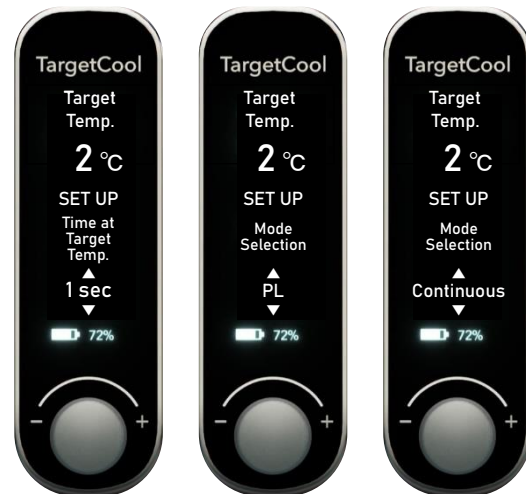 TargetCool
Target
Temp.
2 °C
SET UP
Time at
Target
Temp.
▲
1 sec
▼
72%
−
+
TargetCool
Target
Temp.
2 °C
SET UP
Mode
Selection
▲
PL
▼
72%
−
+
TargetCool
Target
Temp.
2 °C
SET UP
Mode
Selection
▲
Continuous
▼
72%
−
+